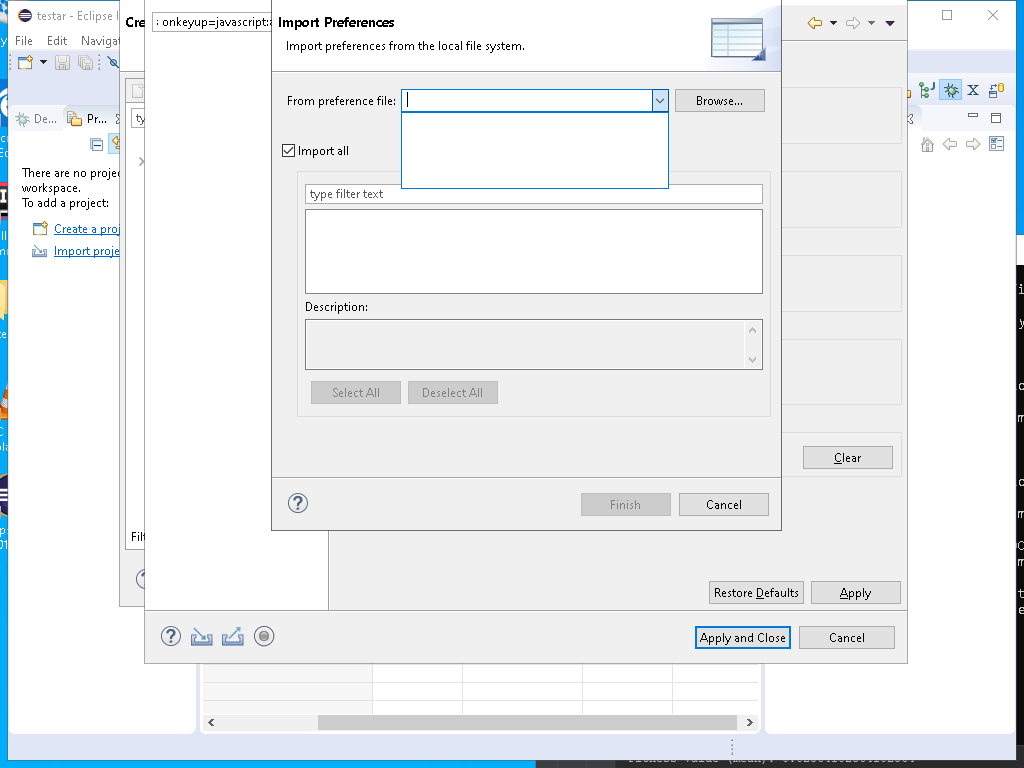 testar - Eclipse I
File Edit Navigat
De...
Pr...
There are no projec
workspace.
To add a project:
Create a proj
Import proje
Cre
ty
Filt
: onkeyup=javascript:
Import Preferences
Import preferences from the local file system.
From preference file:
Browse...
Import all
type filter text
Description:
Select All
Deselect All
Finish
Cancel
Clear
Restore Defaults
Apply
Apply and Close
Cancel